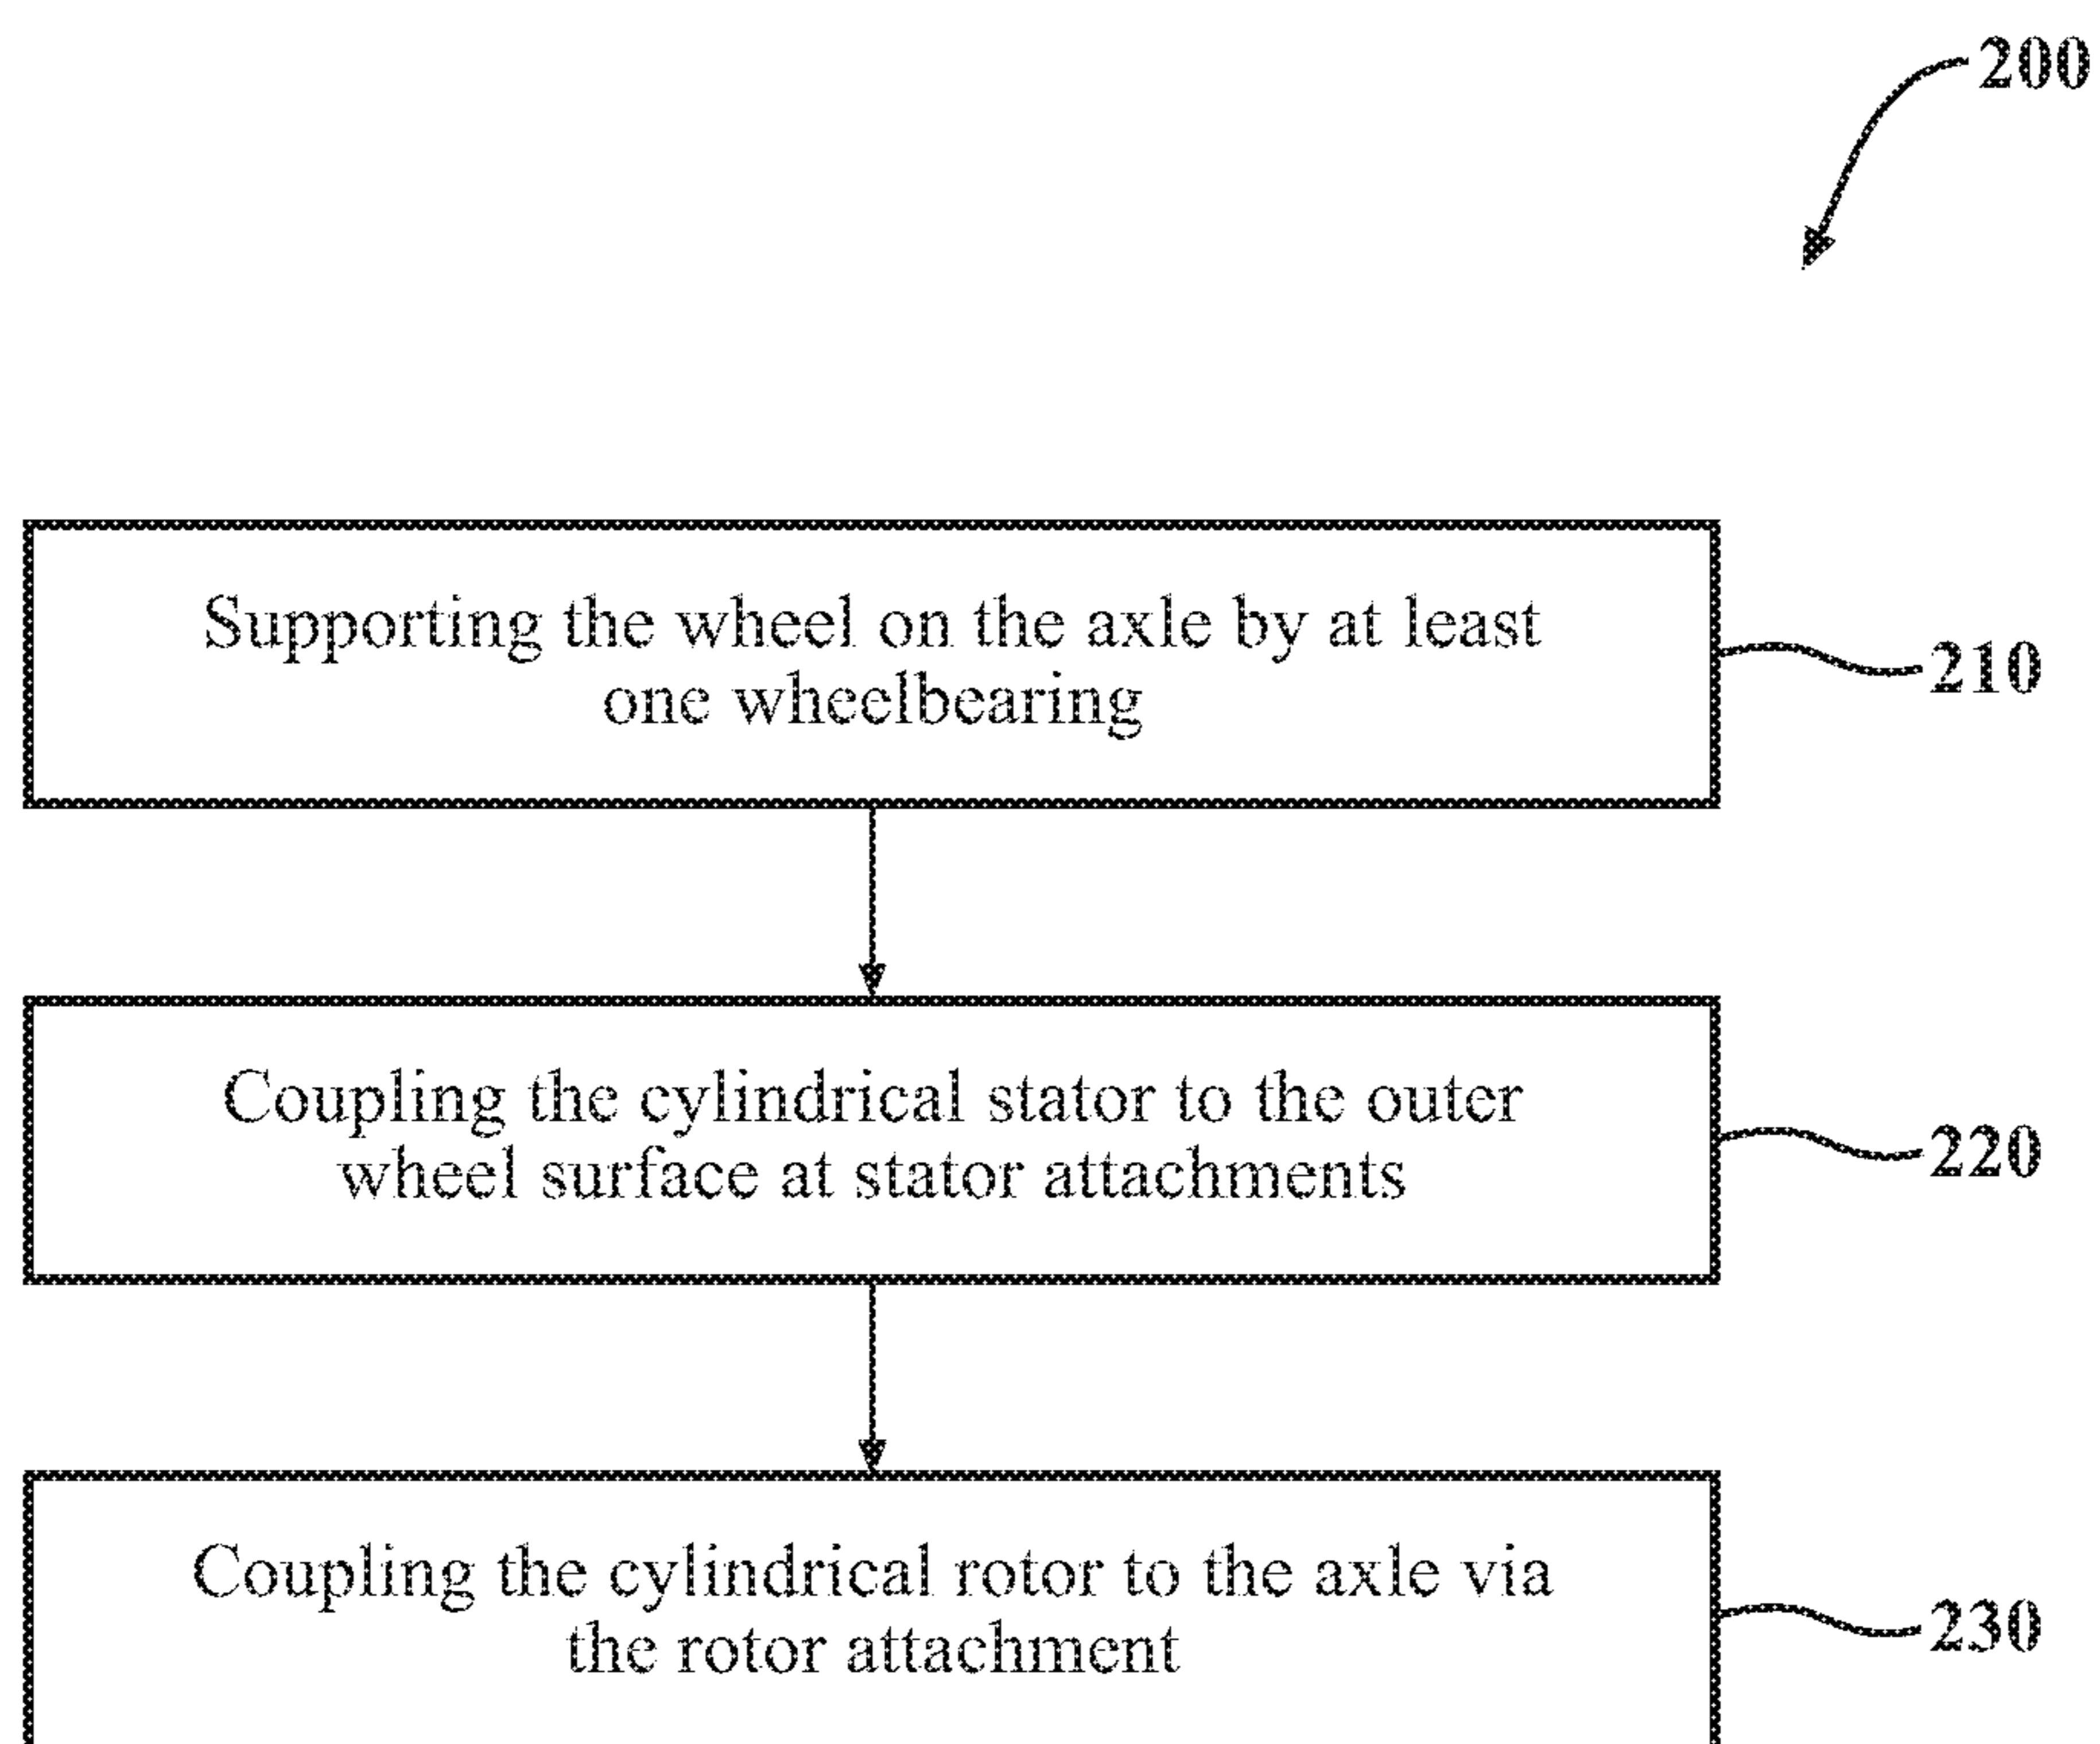 200
Supporting the wheel on the axle by at least
one wheelbearing
210
Coupling the cylindrical stator to the outer
wheel surface at stator attachments
220
Coupling the cylindrical rotor to the axle via
the rotor attachment
230